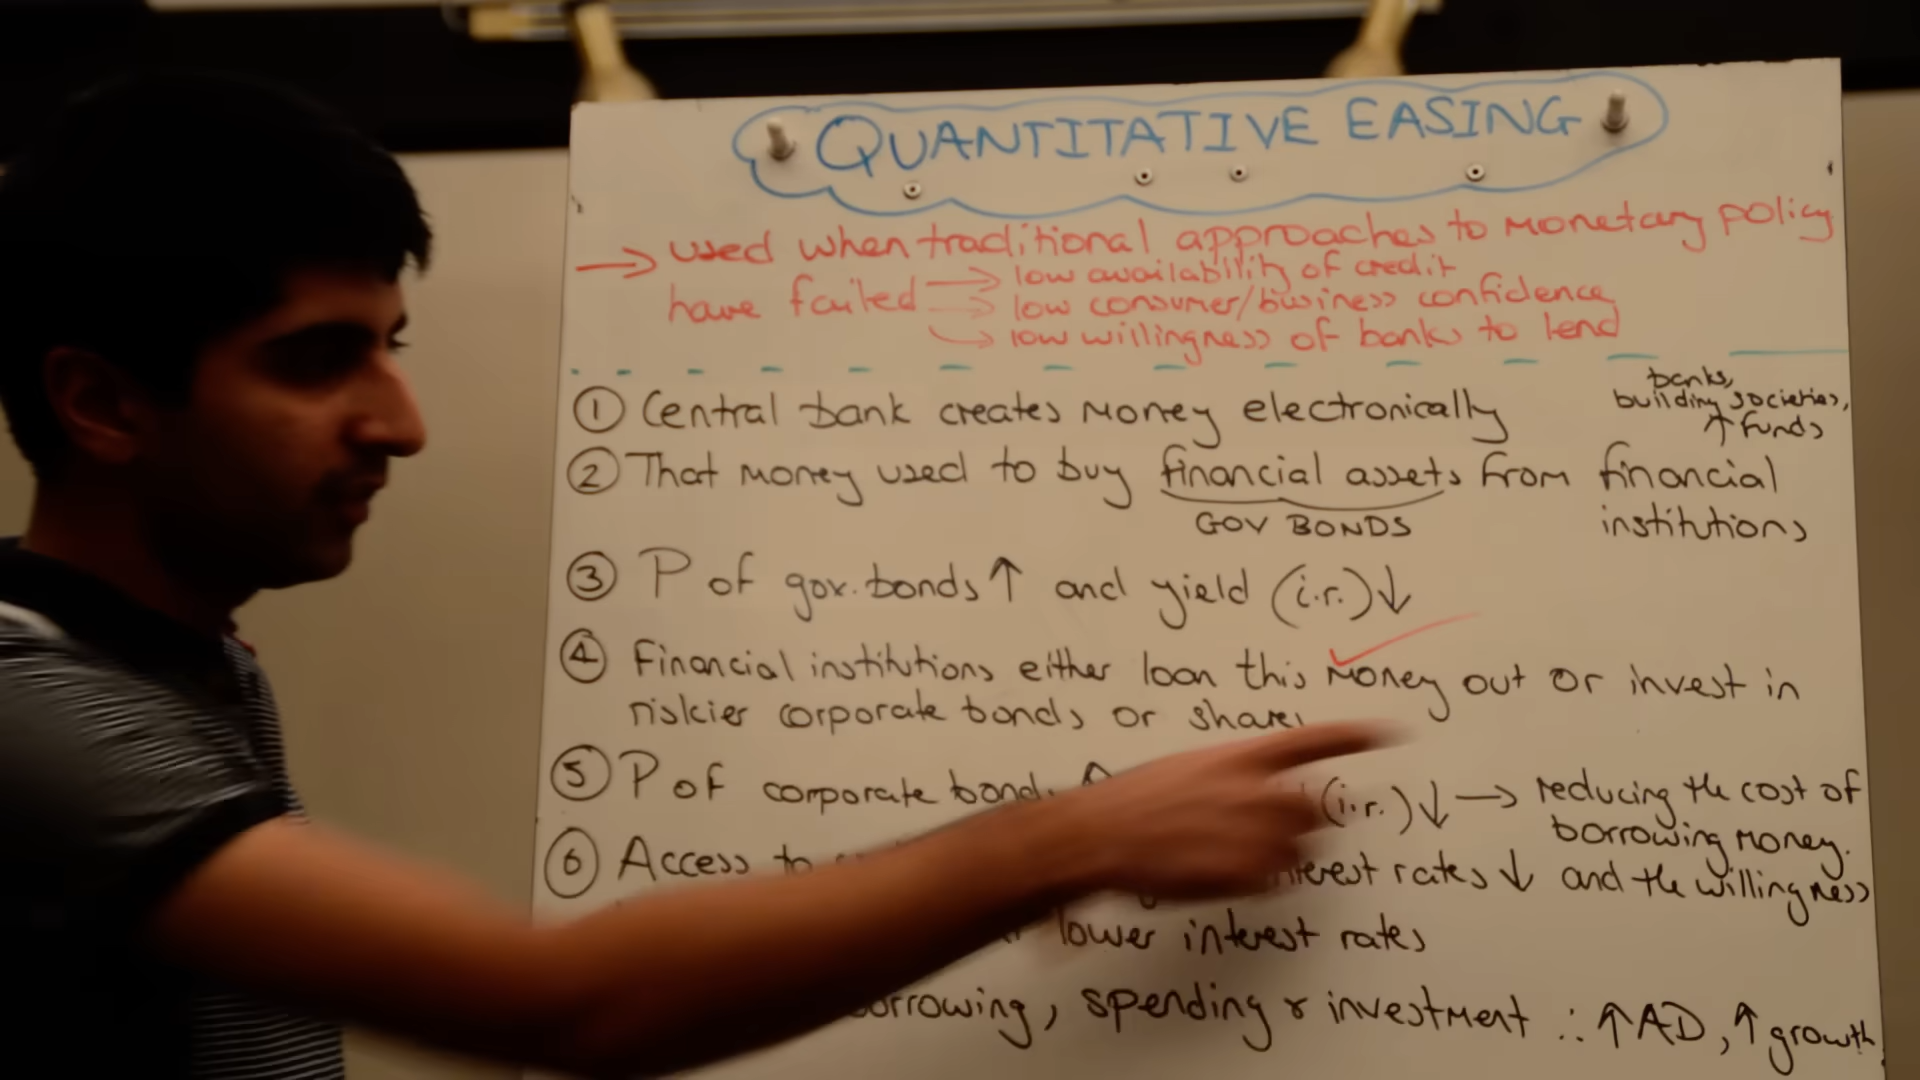 QUANTITATIVE EASING
→ used when traditional approaches to monetary policy
have failed → low availability of credit
→ low consumer/business confidence
→ low willingness of banks to lend
① Central bank creates money electronically
banks,
building societies,
↑ funds
② That money used to buy financial assets from financial
institutions
GOV BONDS
③ P of gov. bonds ↑ and yield (i.r.) ↓
④ Financial institutions either loan this money out or invest in
riskier corporate bonds or shares
⑤ P of corporate bonds ↑ (i.r.) ↓ → reducing the cost of
borrowing money.
⑥ Access to interest rates ↓ and the willingness
lower interest rates
borrowing, spending & investment ∴ ↑ AD, ↑ growth